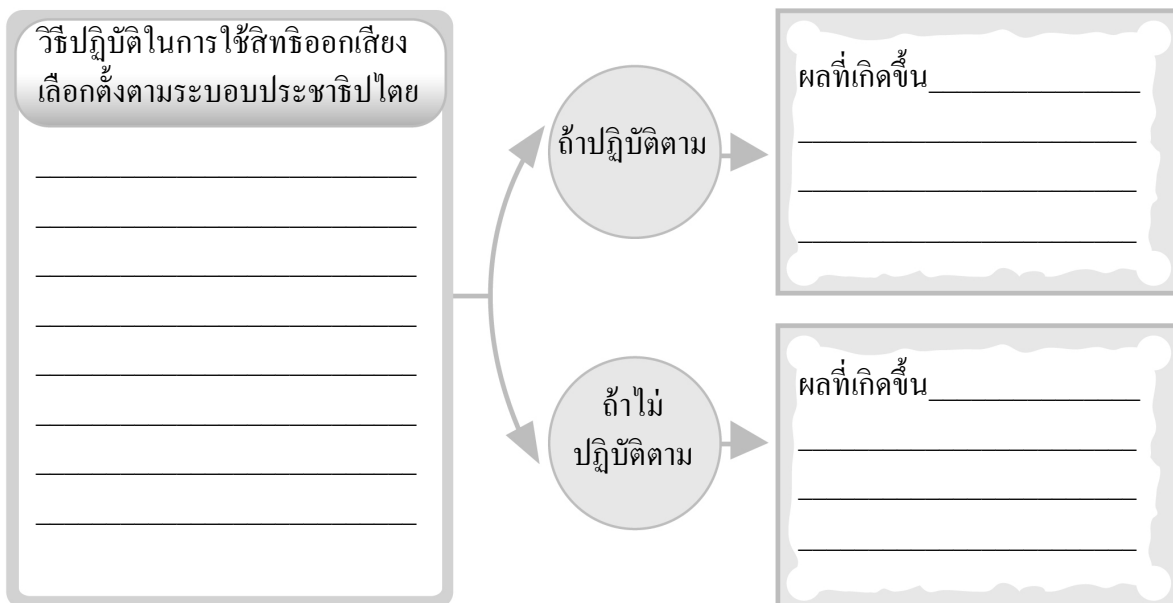 วิธีปฏิบัติในการใช้สิทธิออกเสียง
เลือกตั้งตามระบอบประชาธิปไตย
ถ้าปฏิบัติตาม
ผลที่เกิดขึ้น
ถ้าไม่
ปฏิบัติตาม
ผลที่เกิดขึ้น